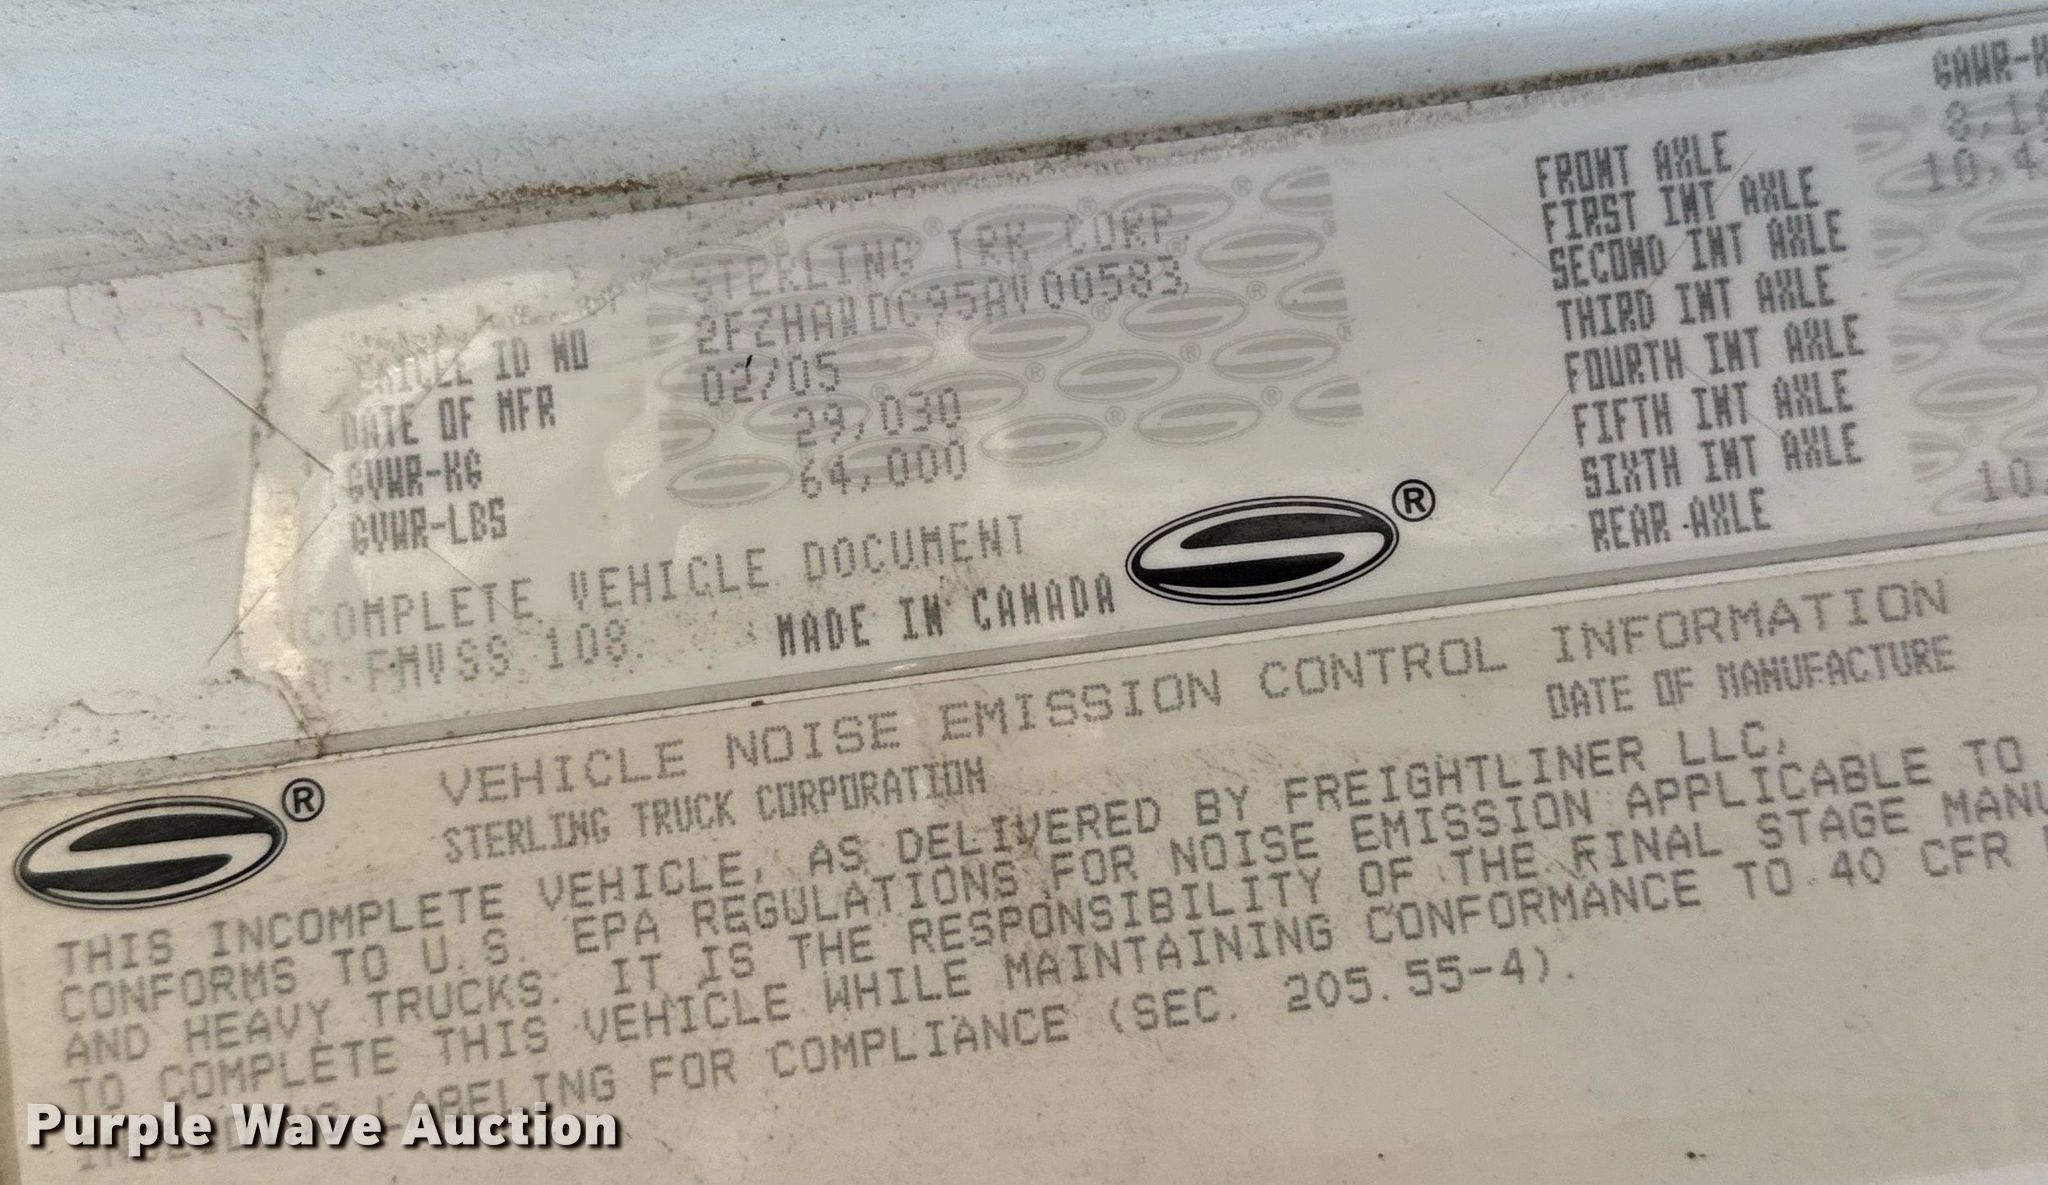 STERLING TRK CORP.
VEHICLE ID NO 2FZHAWDC95AV00583
DATE OF MFR 02/05
GVWR-KG 29,030
GVWR-LBS 64,000
COMPLETE VEHICLE DOCUMENT
FMVSS 108.
MADE IN CANADA
®
GAWR-K
FRONT AXLE 8,16
FIRST INT AXLE 10,4
SECOND INT AXLE
THIRD INT AXLE
FOURTH INT AXLE
FIFTH INT AXLE
SIXTH INT AXLE
REAR AXLE 10,
®
VEHICLE NOISE EMISSION CONTROL INFORMATION
STERLING TRUCK CORPORATION DATE OF MANUFACTURE
THIS INCOMPLETE VEHICLE, AS DELIVERED BY FREIGHTLINER LLC,
CONFORMS TO U.S. EPA REGULATIONS FOR NOISE EMISSION APPLICABLE TO
AND HEAVY TRUCKS. IT IS THE RESPONSIBILITY OF THE FINAL STAGE MANU
TO COMPLETE THIS VEHICLE WHILE MAINTAINING CONFORMANCE TO 40 CFR
LABELING FOR COMPLIANCE (SEC. 205.55-4).
Purple Wave Auction